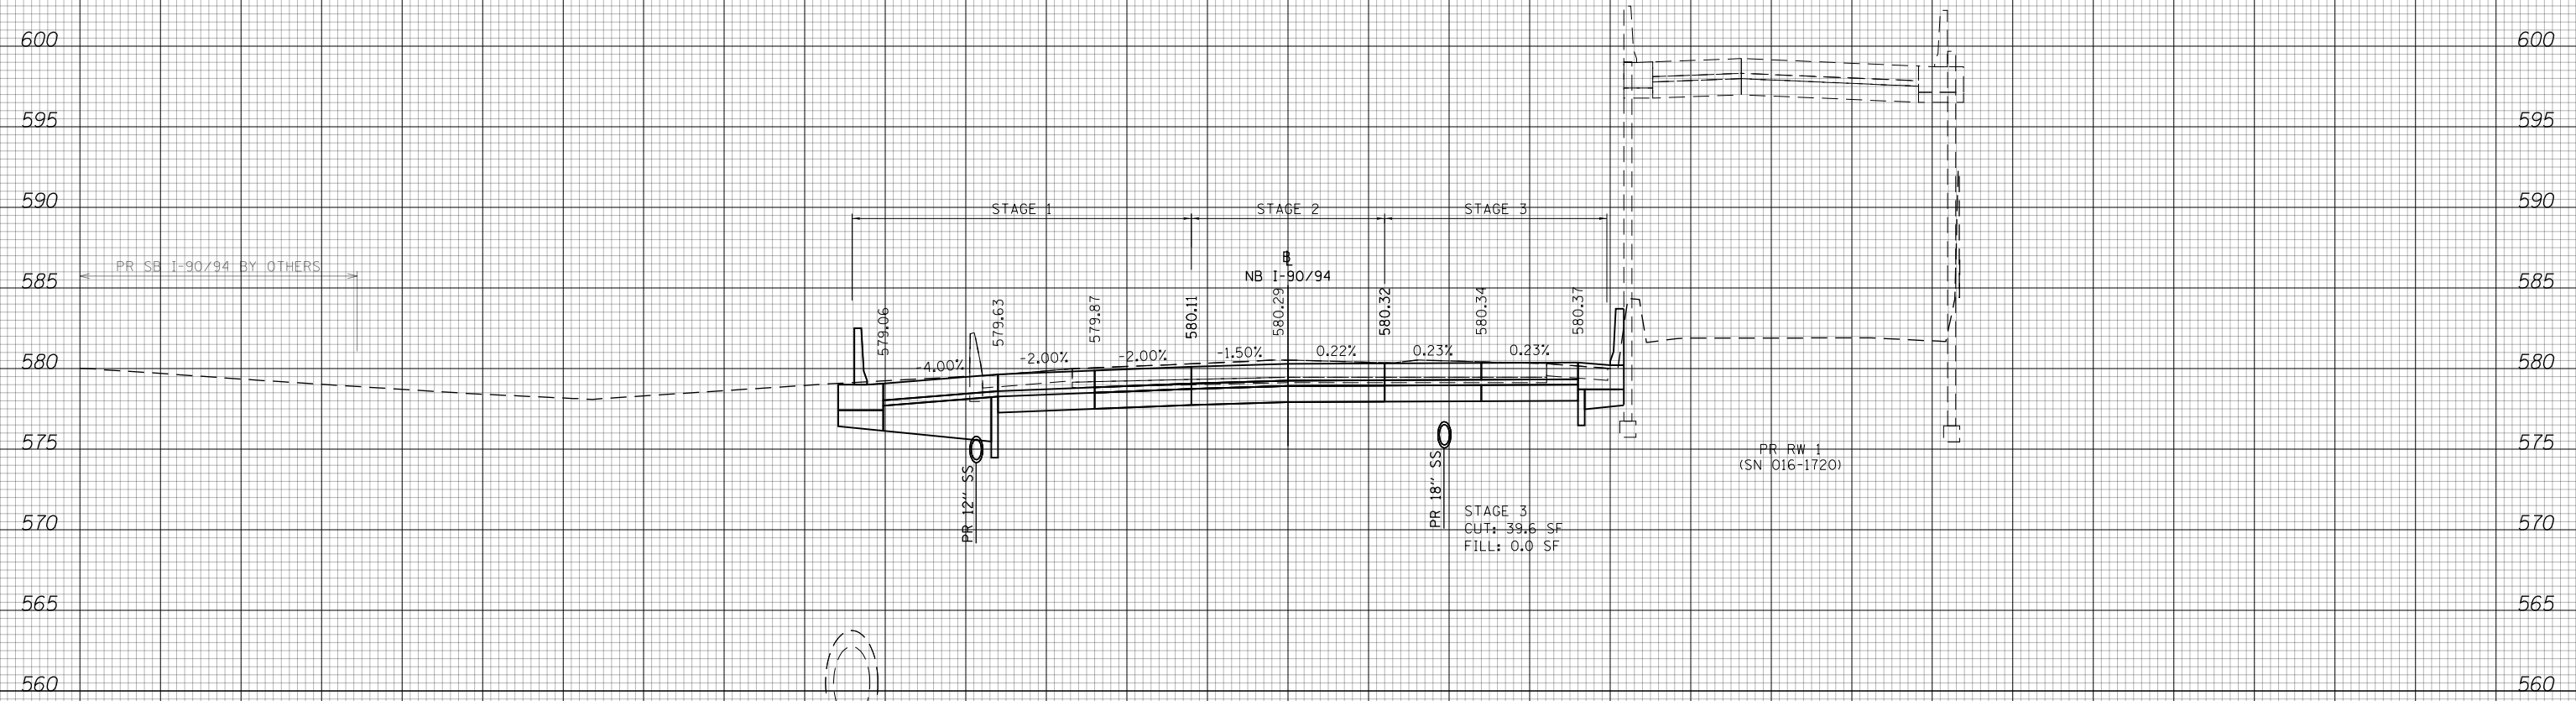 600 600
595 595
590 590
STAGE 1 STAGE 2 STAGE 3
PR SB I-90/94 BY OTHERS
℄
NB I-90/94
585 585
579.06 579.63 579.87 580.11 580.29 580.32 580.34 580.37
-4.00% -2.00% -2.00% -1.50% 0.22% 0.23% 0.23%
580 580
575 575
PR RW 1
(SN 016-1720)
PR 12" SS
PR 18" SS
STAGE 3
CUT: 39.6 SF
FILL: 0.0 SF
570 570
565 565
560 560